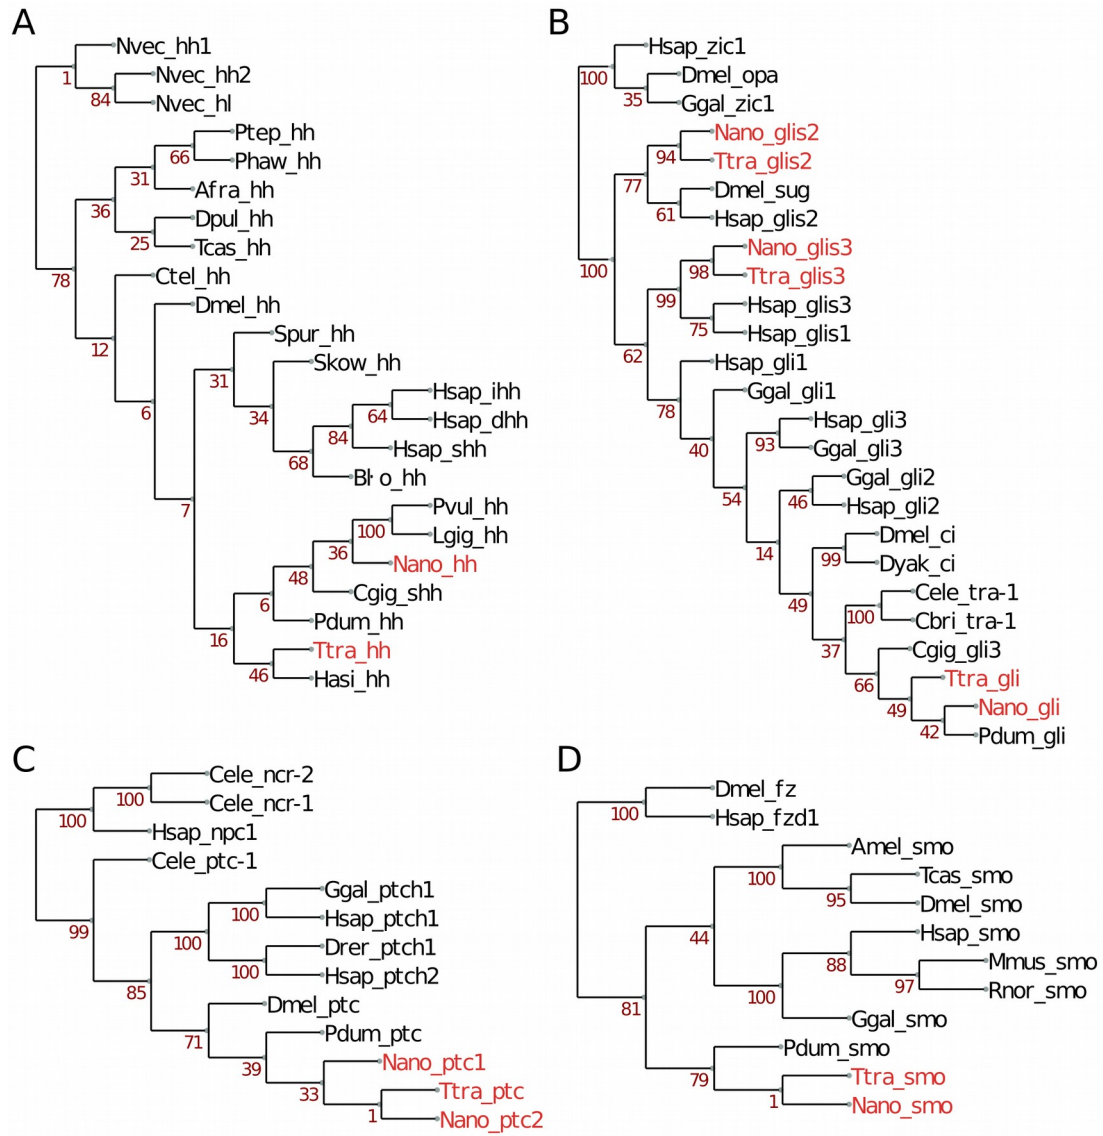 A
Nvec_hh1
1
Nvec_hh2
84
Nvec_hl
Ptep_hh
66
Phaw_hh
31
Afra_hh
36
Dpul_hh
25
Tcas_hh
78
Ctel_hh
Dmel_hh
12
Spur_hh
31
Skow_hh
6
34
Hsap_ihh
64
Hsap_dhh
84
Hsap_shh
68
o_hh
7
Pvul_hh
100
Lgig_hh
36
Nano_hh
48
Cgig_shh
6
Pdum_hh
16
Ttra_hh
46
Hasi_hh
B
Hsap_zic1
100
Dmel_opa
35
Ggal_zic1
Nano_glis2
94
Ttra_glis2
77
Dmel_sug
61
Hsap_glis2
Nano_glis3
100
98
Ttra_glis3
99
Hsap_glis3
75
Hsap_glis1
62
Hsap_gli1
78
Ggal_gli1
Hsap_gli3
93
40
Ggal_gli3
Ggal_gli2
54
46
Hsap_gli2
Dmel_ci
14
99
Dyak_ci
Cele_tra-1
49
100
Cbri_tra-1
37
Cgig_gli3
66
Ttra_gli
49
Nano_gli
42
Pdum_gli
C
Cele_ncr-2
100
Cele_ncr-1
100
Hsap_npc1
Cele_ptc-1
Ggal_ptch1
100
Hsap_ptch1
99
100
Drer_ptch1
100
Hsap_ptch2
85
Dmel_ptc
71
Pdum_ptc
39
Nano_ptc1
33
Ttra_ptc
1
Nano_ptc2
D
Dmel_fz
100
Hsap_fzd1
Amel_smo
100
Tcas_smo
95
Dmel_smo
44
Hsap_smo
88
Mmus_smo
97
Rnor_smo
100
81
Ggal_smo
Pdum_smo
79
Ttra_smo
1
Nano_smo